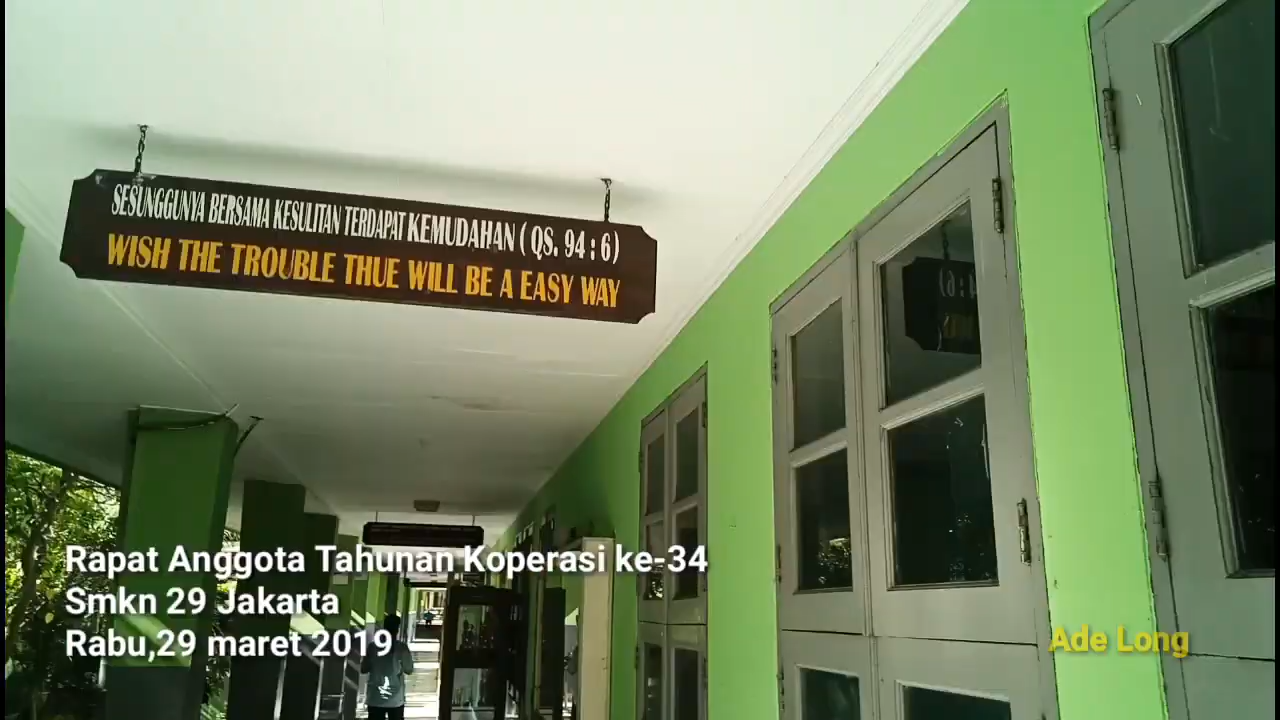 SESUNGGUNYA BERSAMA KESULITAN TERDAPAT KEMUDAHAN ( QS. 94 : 6 )
WISH THE TROUBLE THUE WILL BE A EASY WAY
Rapat Anggota Tahunan Koperasi ke-34
Smkn 29 Jakarta
Rabu,29 maret 2019
Ade Long